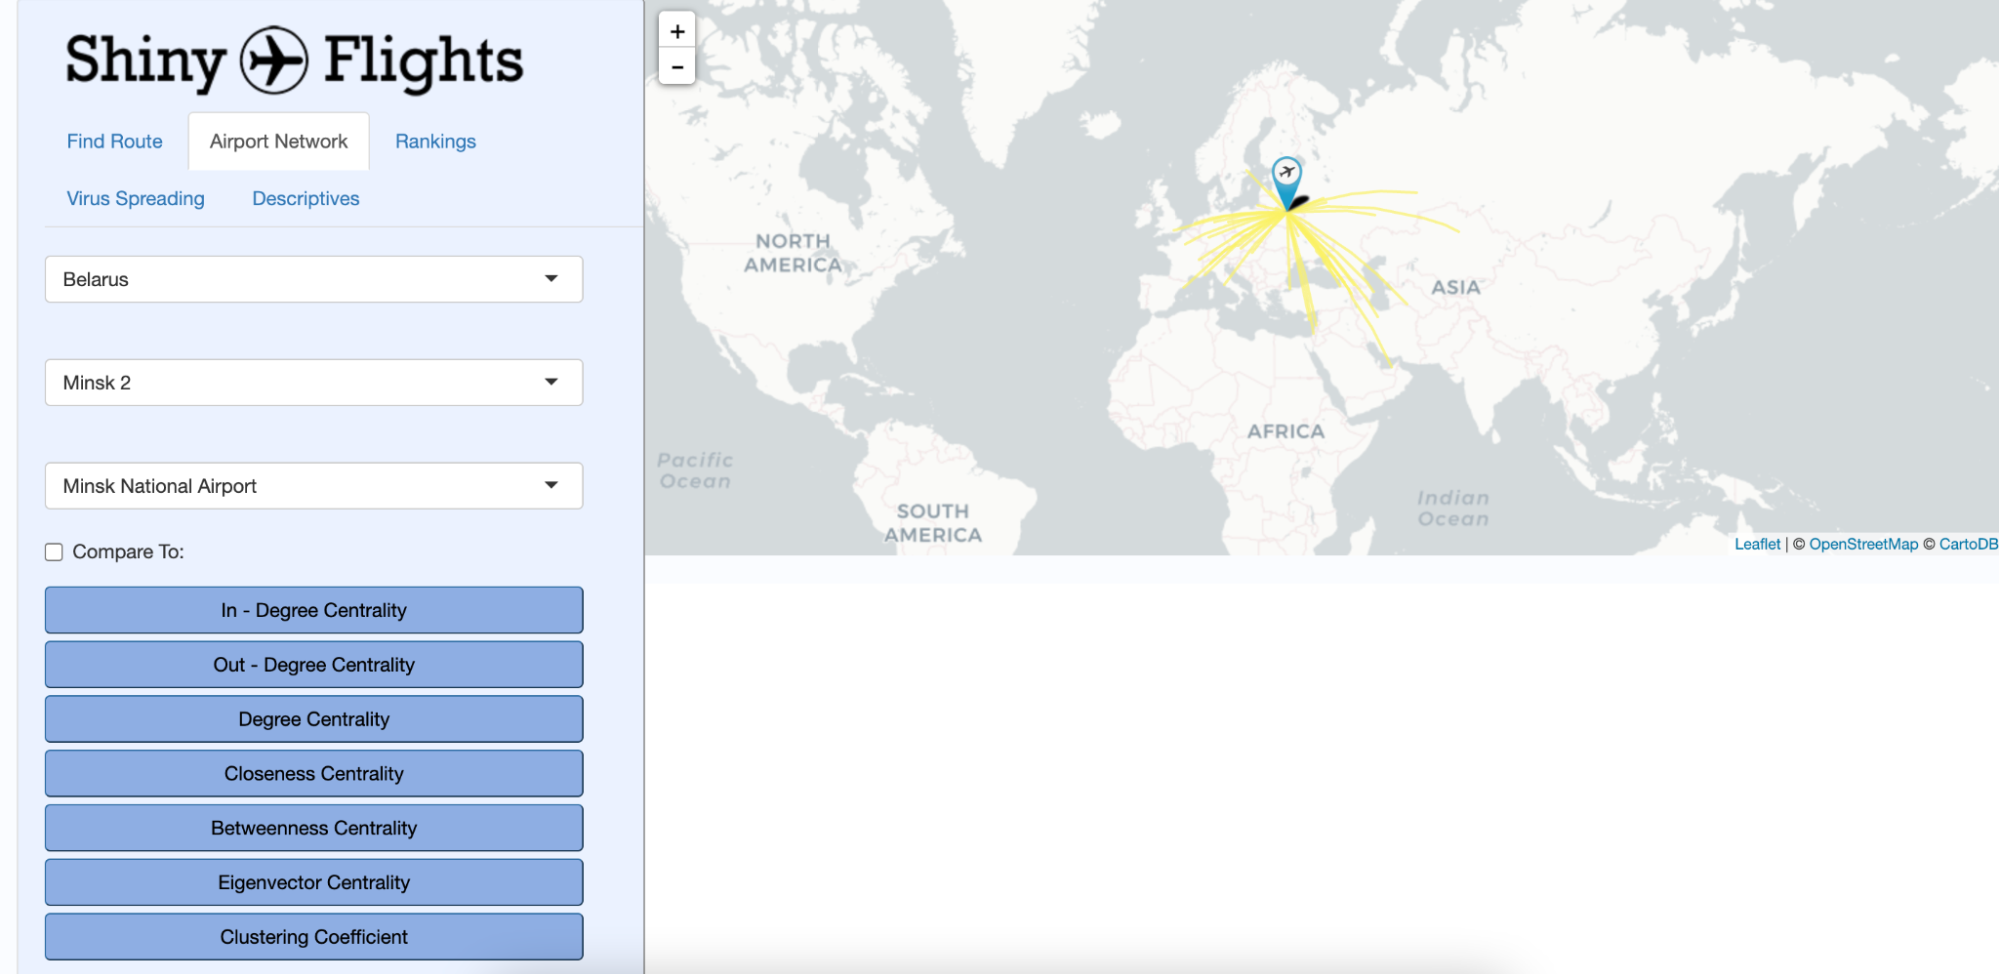 Shiny Flights
Find Route
Airport Network
Rankings
Virus Spreading
Descriptives
Belarus
Minsk 2
Minsk National Airport
Compare To:
In - Degree Centrality
Out - Degree Centrality
Degree Centrality
Closeness Centrality
Betweenness Centrality
Eigenvector Centrality
Clustering Coefficient
+
-
NORTH
AMERICA
ASIA
AFRICA
Pacific
Ocean
SOUTH
AMERICA
Indian
Ocean
Leaflet | © OpenStreetMap © CartoDB